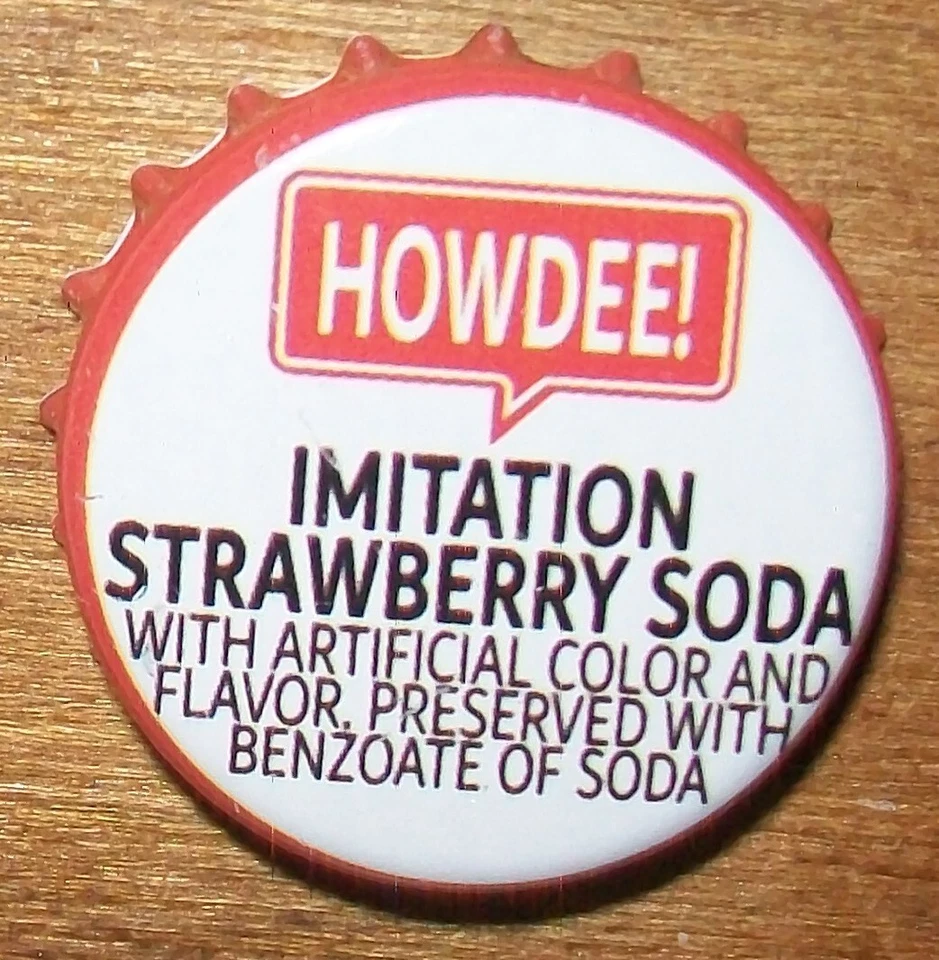 HOWDEE!
IMITATION
STRAWBERRY SODA
WITH ARTIFICIAL COLOR AND
FLAVOR. PRESERVED WITH
BENZOATE OF SODA